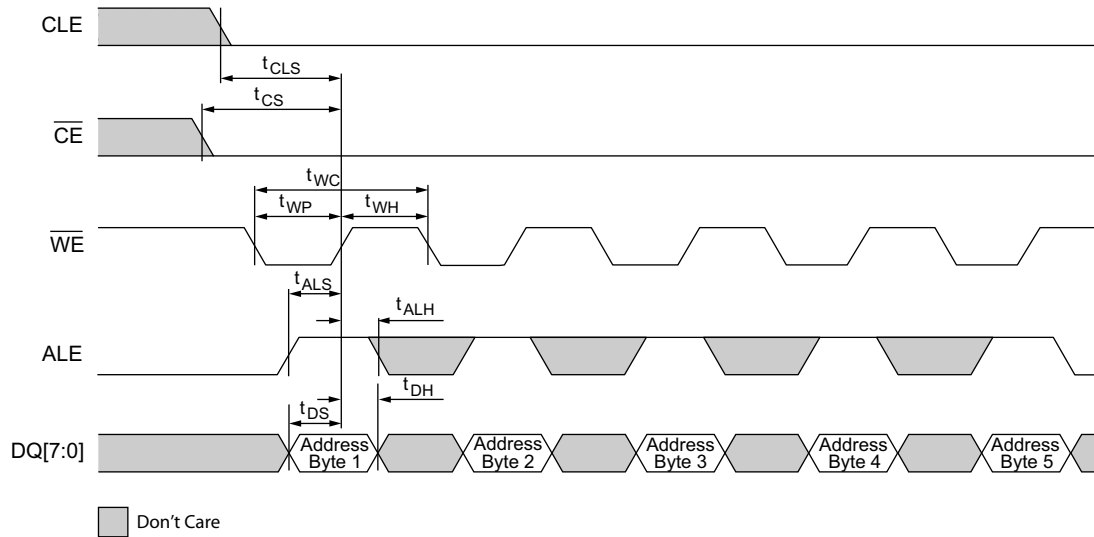 CLE
tCLS
tCS
CE
tWC
tWP
tWH
WE
tALS
tALH
ALE
tDH
tDS
DQ[7:0]
Address
Byte 1
Address
Byte 2
Address
Byte 3
Address
Byte 4
Address
Byte 5
Don't Care